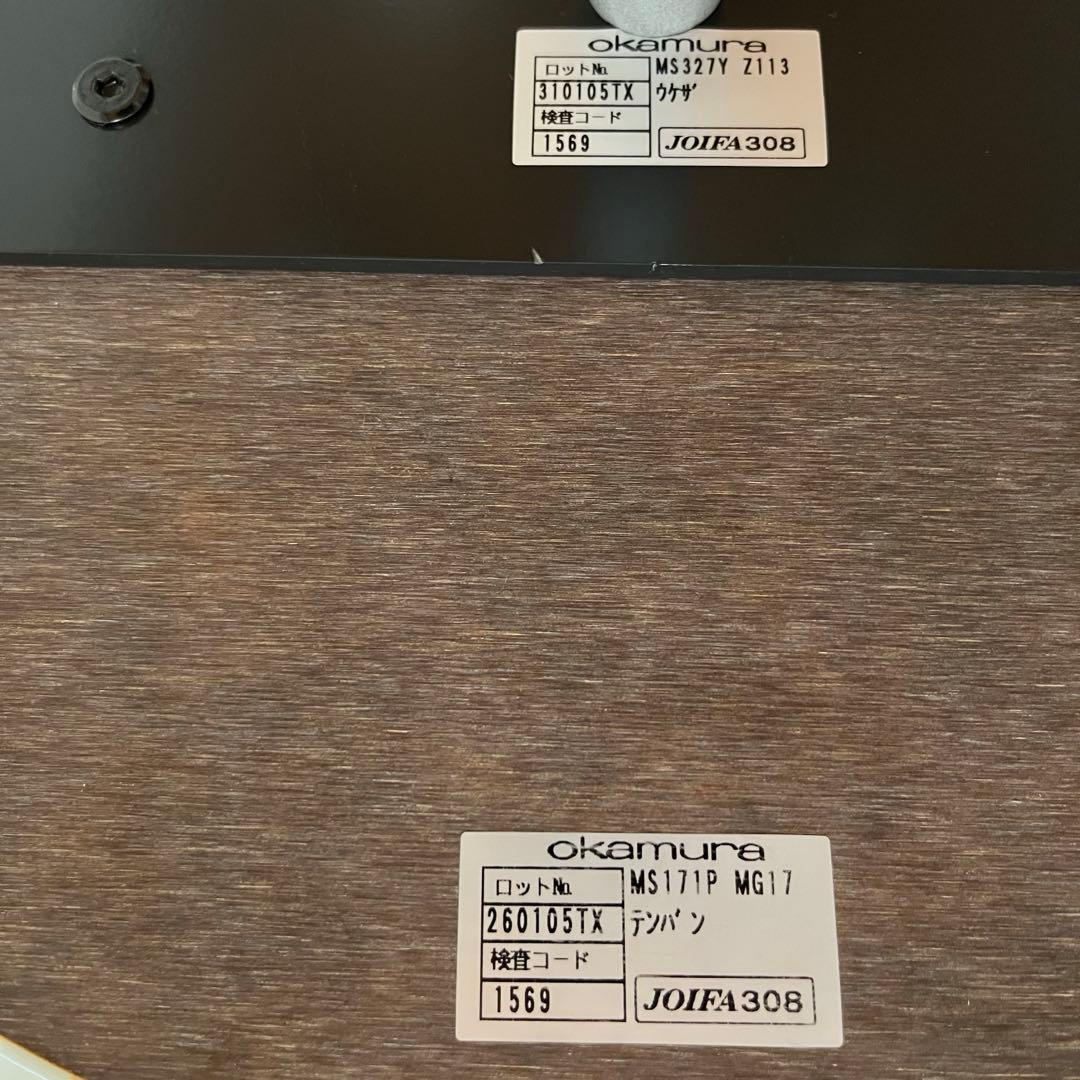 okamura
ロットNo.
MS327Y Z113
310105TX
ウケザ
検査コード
1569
JOIFA308
okamura
ロットNo.
MS171P MG17
260105TX
テンバン
検査コード
1569
JOIFA308